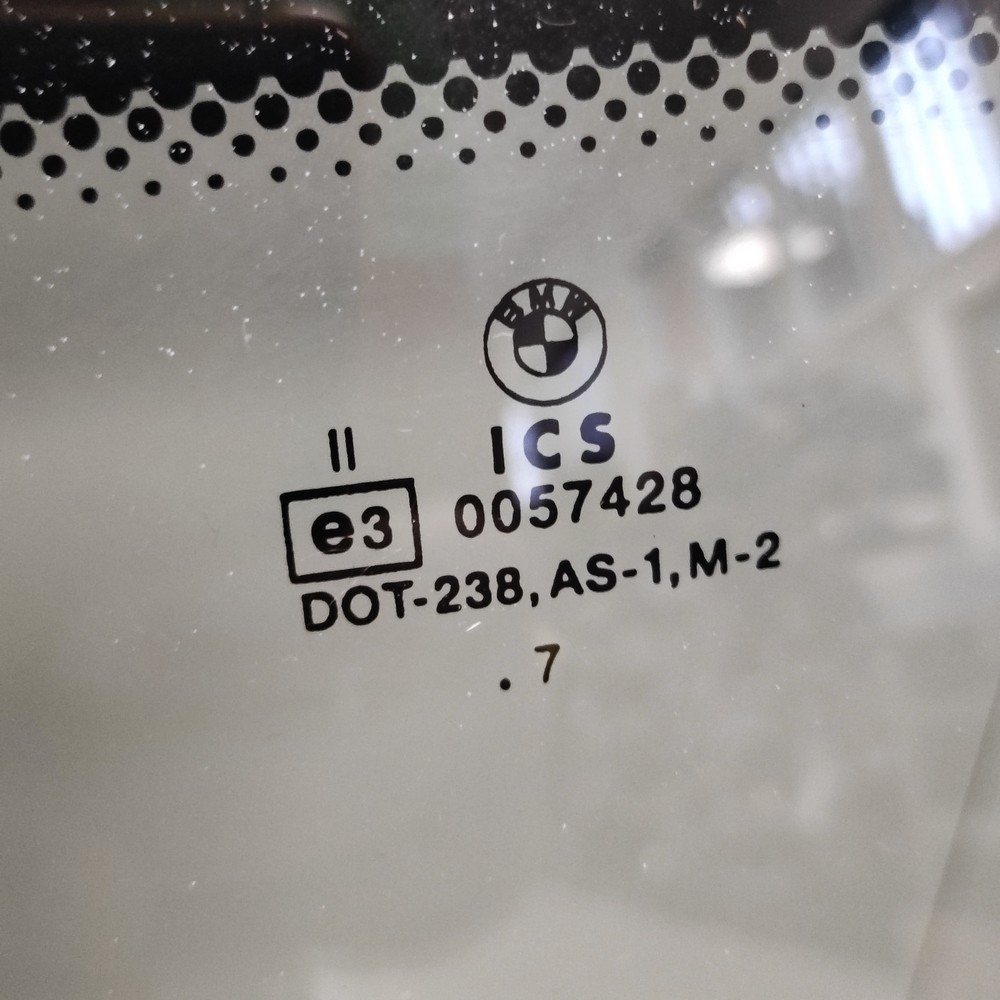 BMW
ICS
II
e3 0057428
DOT-238, AS-1, M-2
. 7